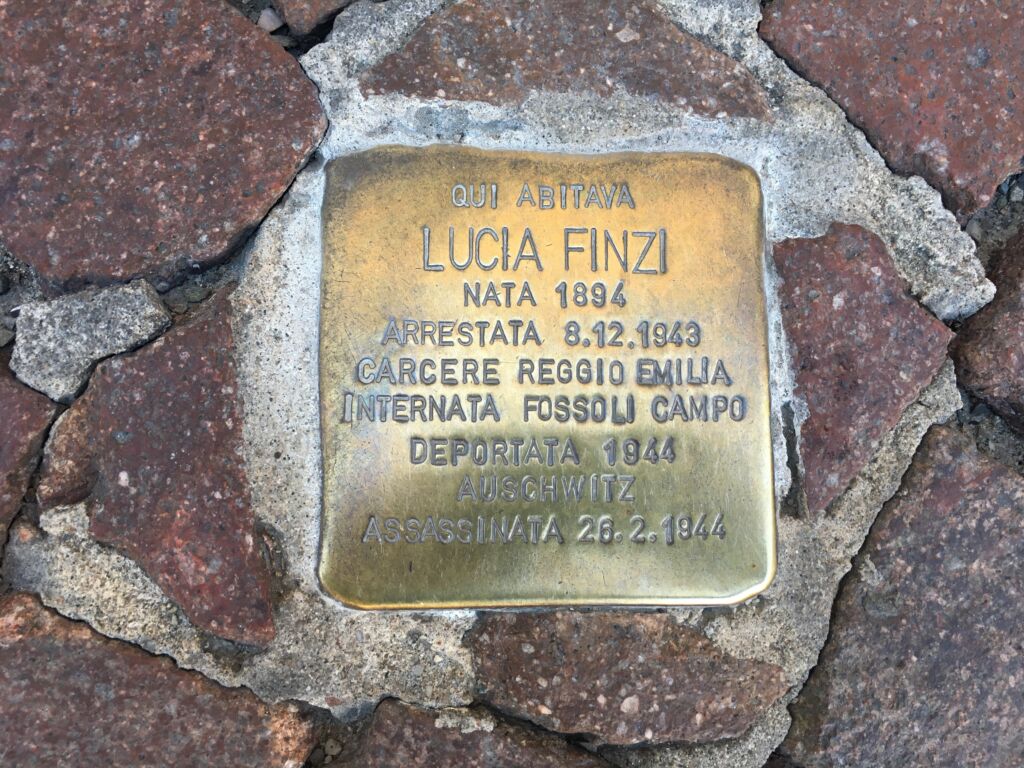 QUI ABITAVA
LUCIA FINZI
NATA 1894
ARRESTATA 8.12.1943
CARCERE REGGIO EMILIA
INTERNATA FOSSOLI CAMPO
DEPORTATA 1944
AUSCHWITZ
ASSASSINATA 26.2.1944